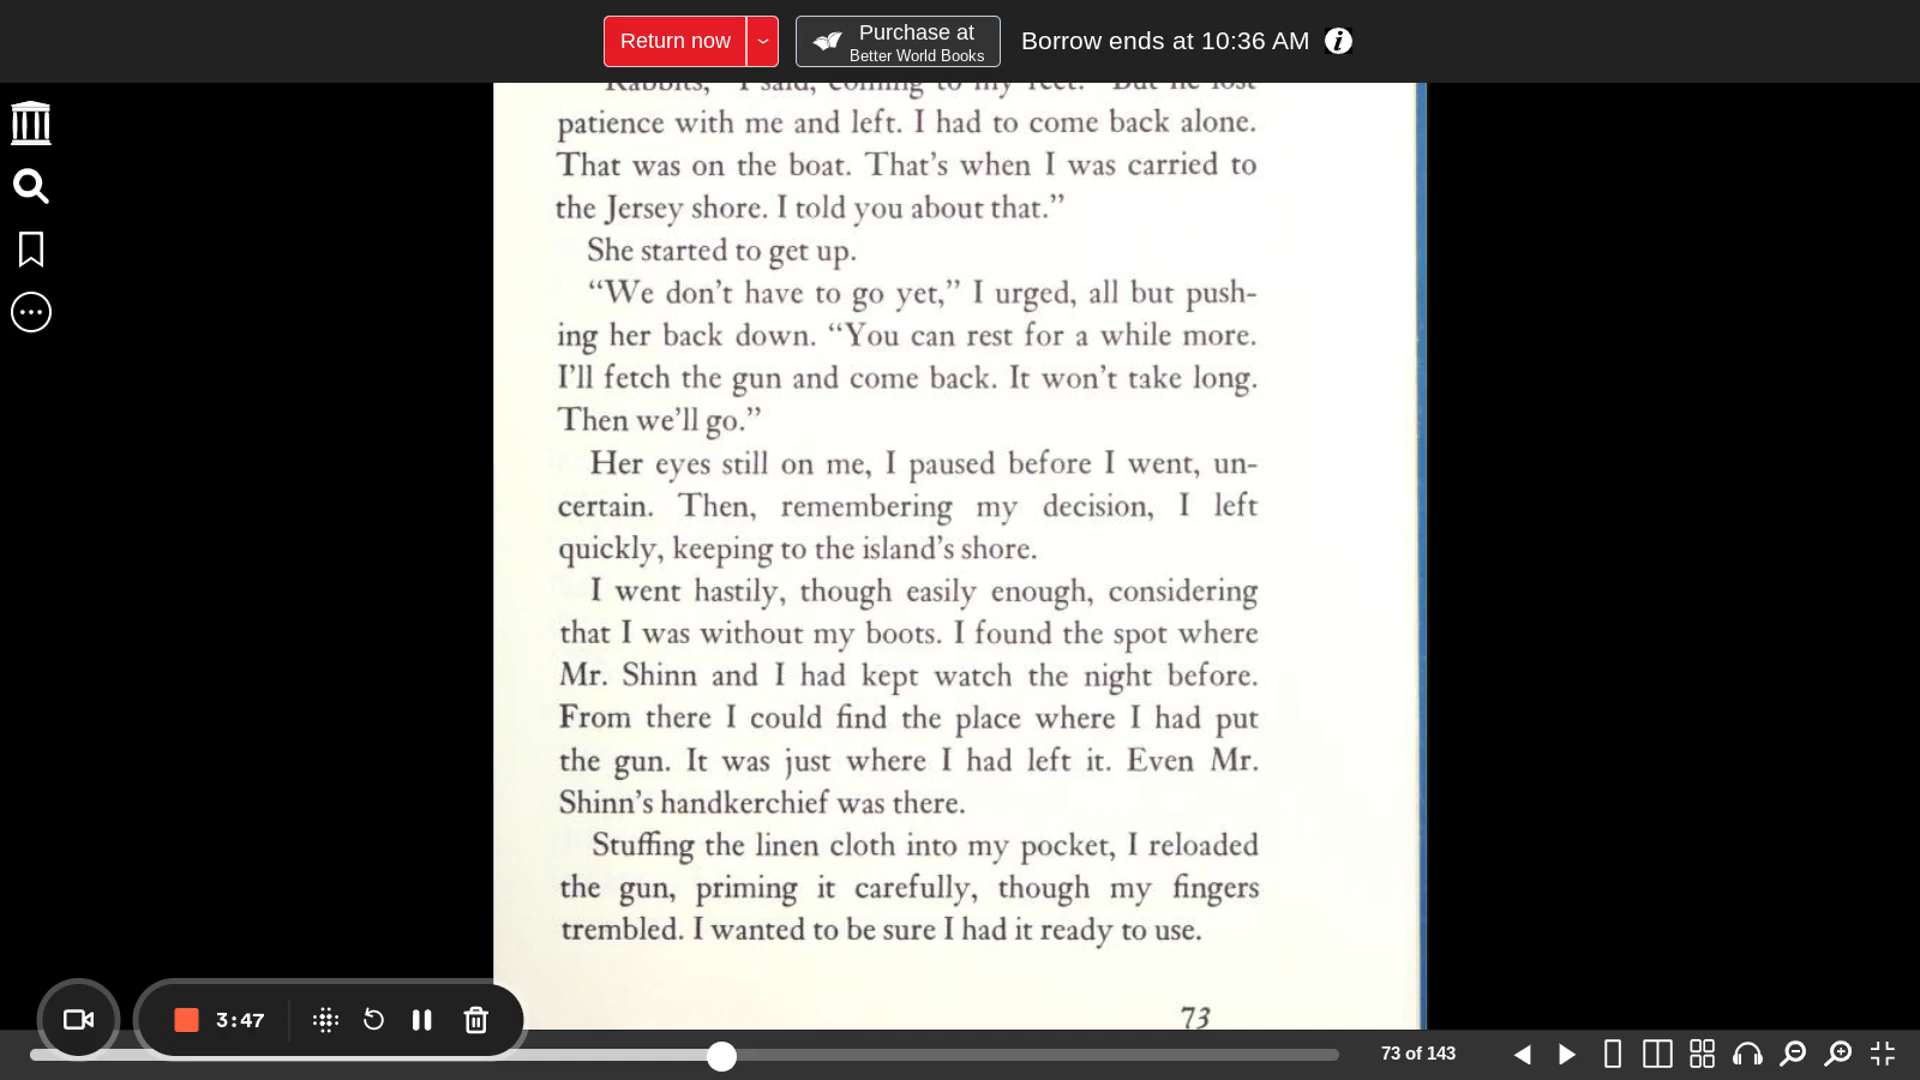 Return now
Purchase at
Better World Books
Borrow ends at 10:36 AM
Rabbits,” I said, coming to my feet. “But he lost
patience with me and left. I had to come back alone.
That was on the boat. That’s when I was carried to
the Jersey shore. I told you about that.”
She started to get up.
“We don’t have to go yet,” I urged, all but push-
ing her back down. “You can rest for a while more.
I’ll fetch the gun and come back. It won’t take long.
Then we’ll go.”
Her eyes still on me, I paused before I went, un-
certain. Then, remembering my decision, I left
quickly, keeping to the island’s shore.
I went hastily, though easily enough, considering
that I was without my boots. I found the spot where
Mr. Shinn and I had kept watch the night before.
From there I could find the place where I had put
the gun. It was just where I had left it. Even Mr.
Shinn’s handkerchief was there.
Stuffing the linen cloth into my pocket, I reloaded
the gun, priming it carefully, though my fingers
trembled. I wanted to be sure I had it ready to use.
73
3:47
73 of 143